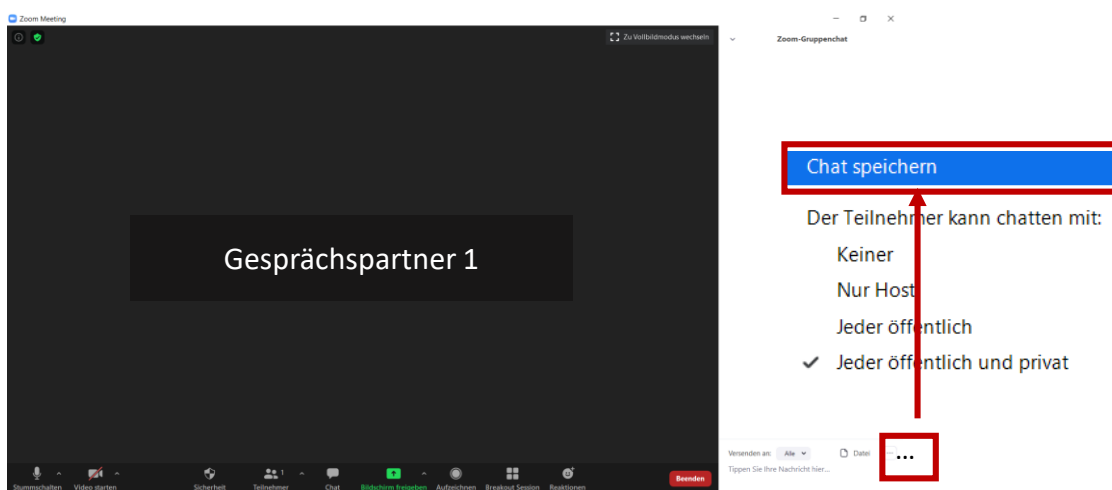 Zoom Meeting
Zu Vollbildmodus wechseln
Zoom-Gruppenchat
Chat speichern
Der Teilnehmer kann chatten mit:
Keiner
Nur Host
Jeder öffentlich
Jeder öffentlich und privat
Gesprächspartner 1
Versenden an: Alle
Datei
...
Tippen Sie Ihre Nachricht hier...
Stummschalten
Video starten
Sicherheit
Teilnehmer
1
Chat
Bildschirm freigeben
Aufzeichnen
Breakout Session
Reaktionen
Beenden